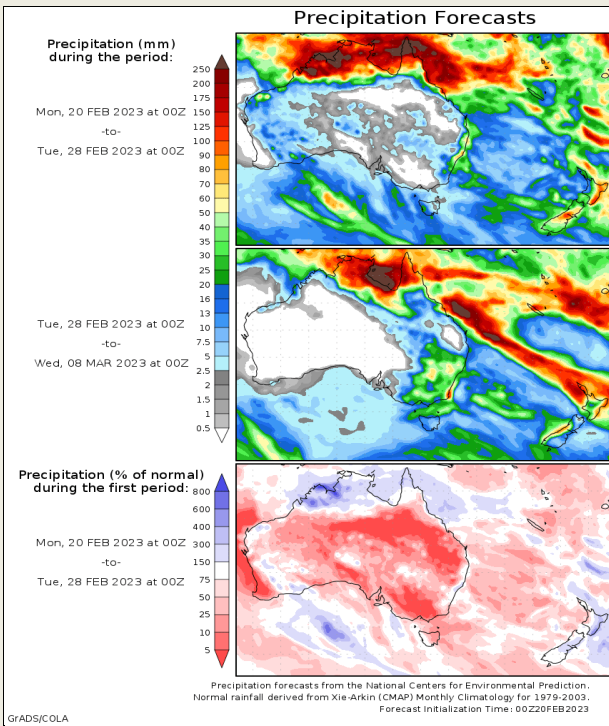 Precipitation Forecasts
Precipitation (mm)
during the period:
Mon, 20 FEB 2023 at 00Z
-to-
Tue, 28 FEB 2023 at 00Z
250
200
175
150
125
100
90
80
70
60
50
40
35
30
25
20
16
13
10
7.5
5
2.5
2
1.5
1
0.5
Tue, 28 FEB 2023 at 00Z
-to-
Wed, 08 MAR 2023 at 00Z
Precipitation (% of normal)
during the first period:
Mon, 20 FEB 2023 at 00Z
-to-
Tue, 28 FEB 2023 at 00Z
800
600
400
300
150
75
50
25
10
5
Precipitation forecasts from the National Centers for Environmental Prediction.
Normal rainfall derived from Xie-Arkin (CMAP) Monthly Climatology for 1979-2003.
Forecast Initialization Time: 00Z20FEB2023
GrADS/COLA